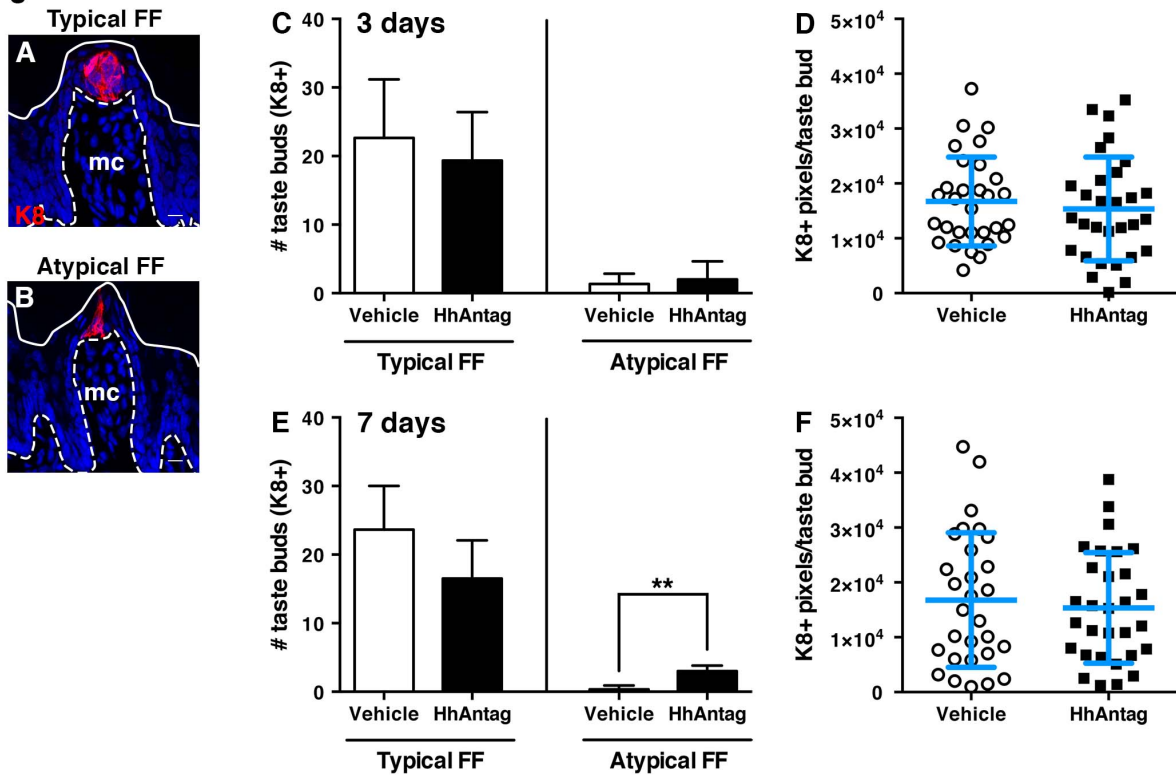 Typical FF
A
mc
K8
Atypical FF
B
mc
C
3 days
# taste buds (K8+)
40
30
20
10
0
Vehicle HhAntag Vehicle HhAntag
Typical FF Atypical FF
D
K8+ pixels/taste bud
5×10⁴
4×10⁴
3×10⁴
2×10⁴
1×10⁴
0
Vehicle HhAntag
E
7 days
# taste buds (K8+)
40
30
20
10
0
**
Vehicle HhAntag Vehicle HhAntag
Typical FF Atypical FF
F
K8+ pixels/taste bud
5×10⁴
4×10⁴
3×10⁴
2×10⁴
1×10⁴
0
Vehicle HhAntag